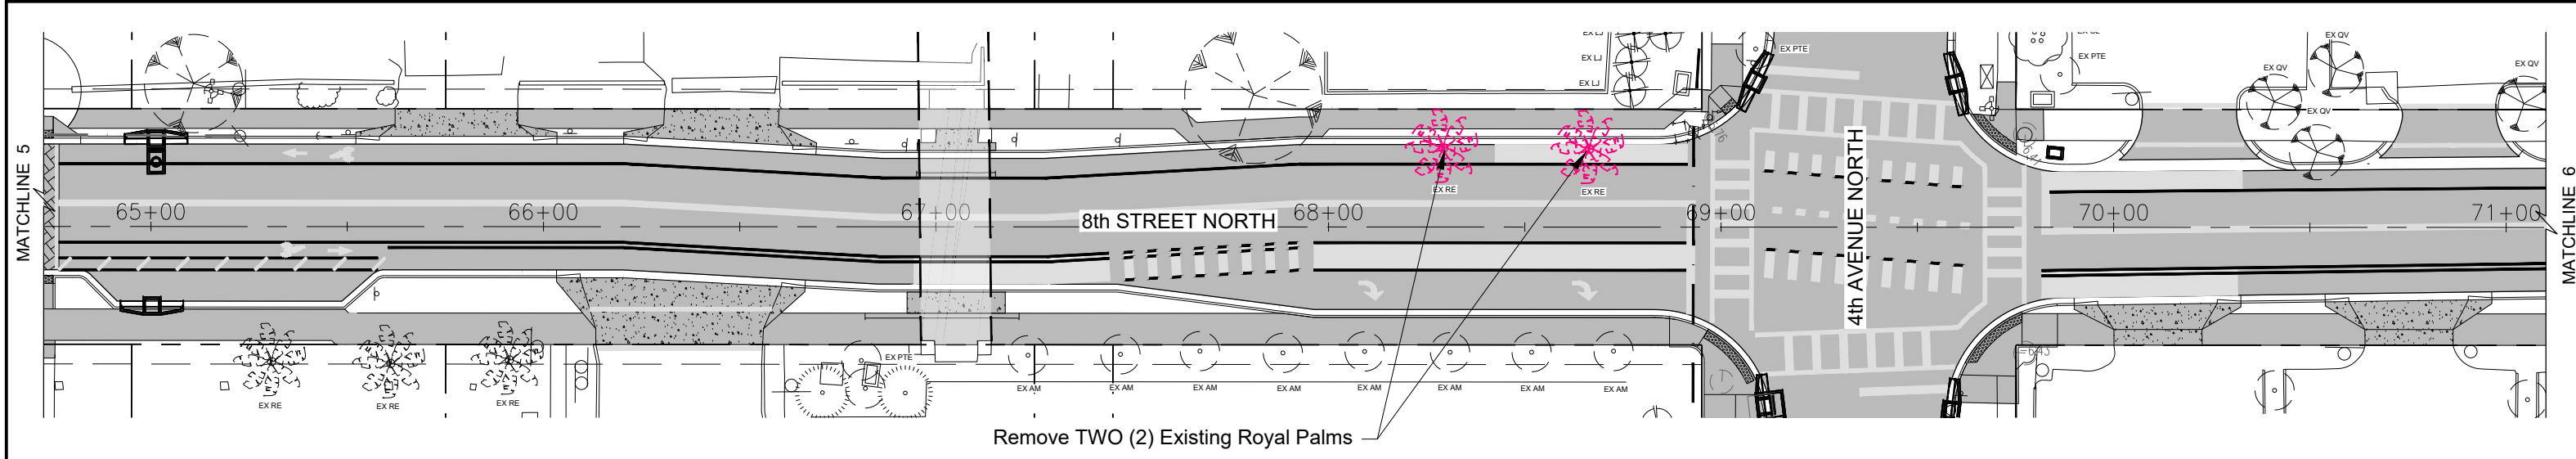 EX LJ
EX LJ
EX LJ
EX PTE
EX PTE
EX QV
EX QV
EX QV
EX QV
MATCHLINE 5
65+00
66+00
67+00
8th STREET NORTH
68+00
EX RE
EX RE
69+00
4th AVENUE NORTH
70+00
71+00
MATCHLINE 6
EX RE
EX RE
EX RE
EX PTE
EX AM
EX AM
EX AM
EX AM
EX AM
EX AM
EX AM
EX AM
Remove TWO (2) Existing Royal Palms